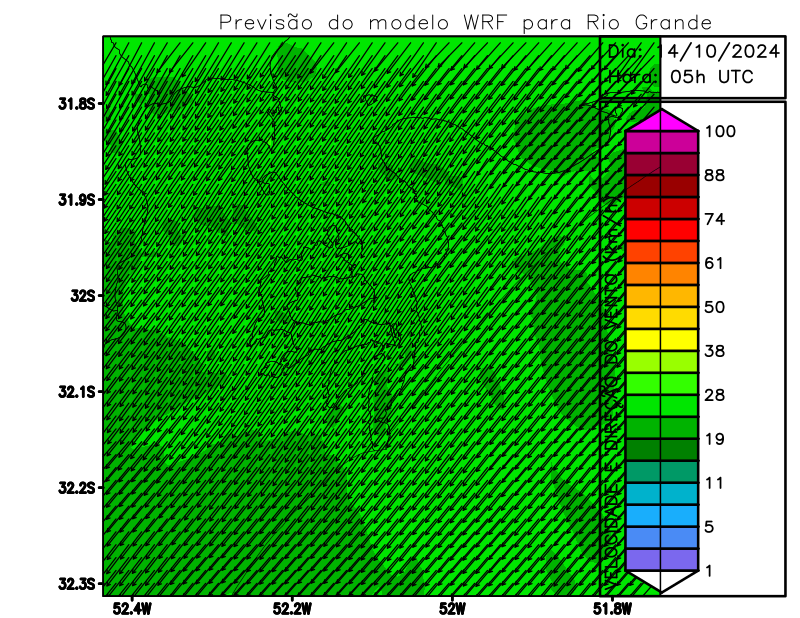 Previsão do modelo WRF para Rio Grande
Dia: 14/10/2024
Hora: 05h UTC
31.8S
31.9S
32S
32.1S
32.2S
32.3S
52.4W
52.2W
52W
51.8W
VELOCIDADE E DIREÇÃO DO VENTO (km/h)
100
88
74
61
50
38
28
19
11
5
1